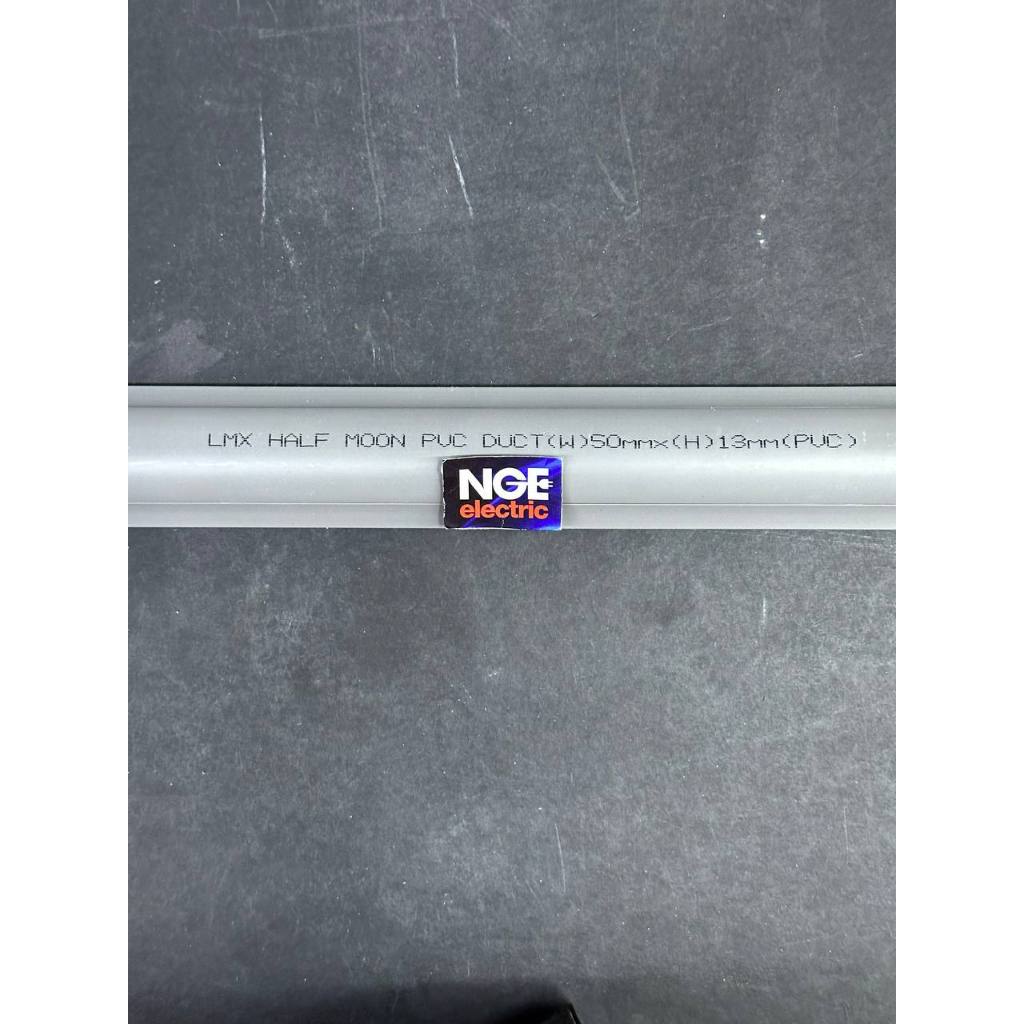 LMX HALF MOON PVC DUCT(W)50mmx(H)13mm(PVC)
NGE
electric